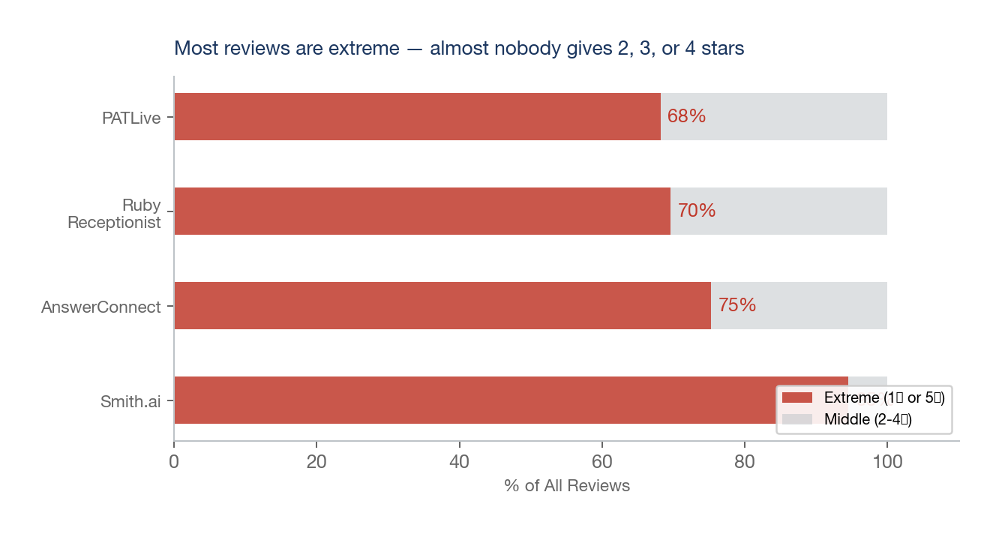 Most reviews are extreme — almost nobody gives 2, 3, or 4 stars
PATLive
68%
Ruby
Receptionist
70%
AnswerConnect
75%
Smith.ai
Extreme (1▯ or 5▯)
Middle (2-4▯)
0 20 40 60 80 100
% of All Reviews